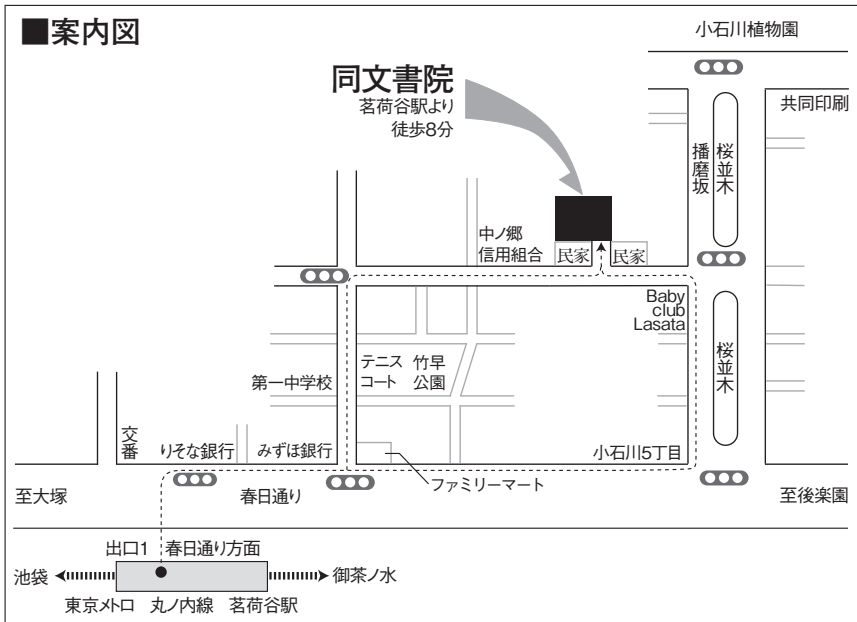 ■案内図
小石川植物園
同文書院
茗荷谷駅より
徒歩8分
共同印刷
播磨坂
桜並木
中ノ郷
信用組合
民家
民家
Baby
club
Lasata
桜並木
テニス
コート
竹早
公園
第一中学校
交番
りそな銀行
みずほ銀行
小石川5丁目
ファミリーマート
至大塚
春日通り
至後楽園
出口1 春日通り方面
池袋
御茶ノ水
東京メトロ 丸ノ内線 茗荷谷駅